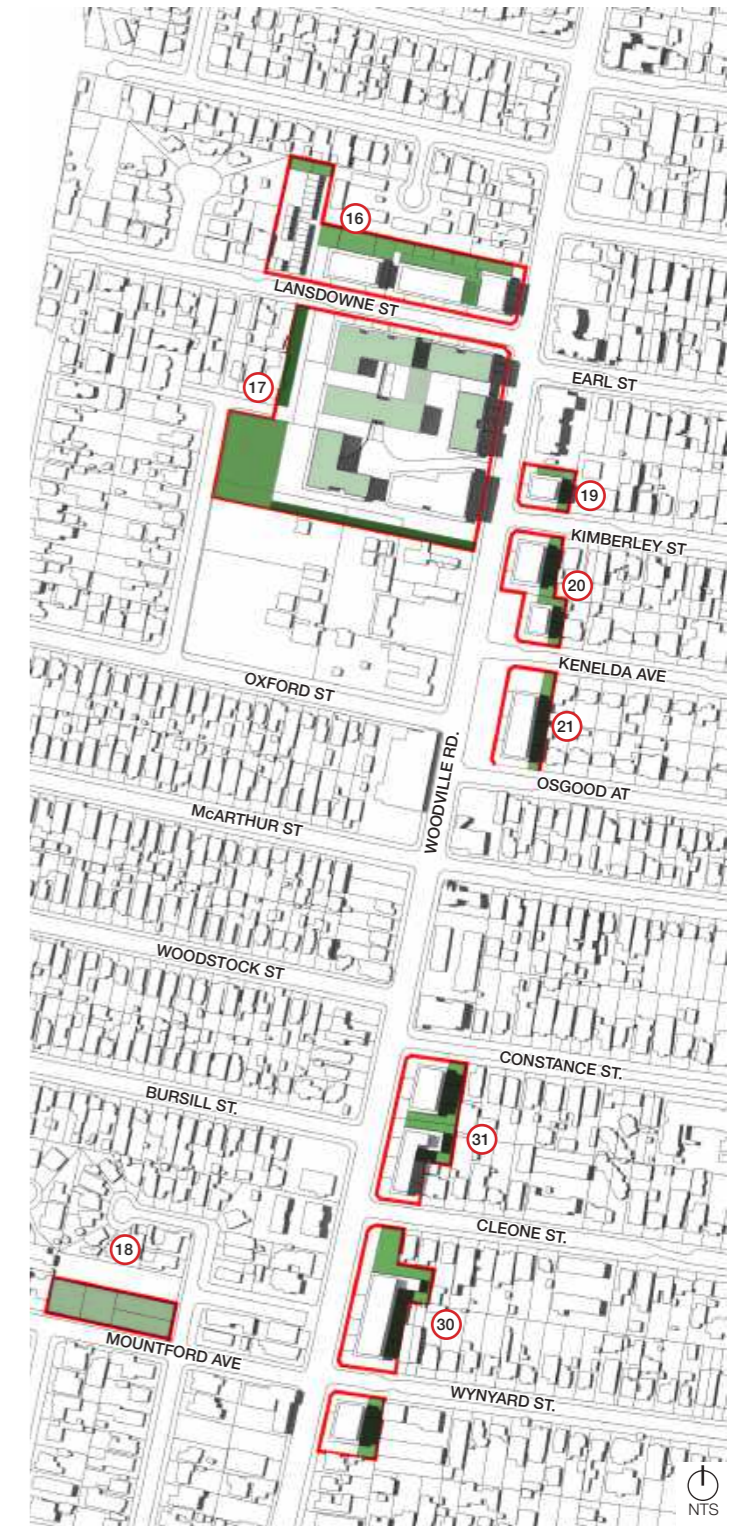 16
LANSDOWNE ST
EARL ST
17
19
KIMBERLEY ST
20
KENELDA AVE
OXFORD ST
21
WOODVILLE RD.
OSGOOD AT
McARTHUR ST
WOODSTOCK ST
CONSTANCE ST.
BURSILL ST.
31
CLEONE ST.
18
30
MOUNTFORD AVE
WYNYARD ST.
NTS